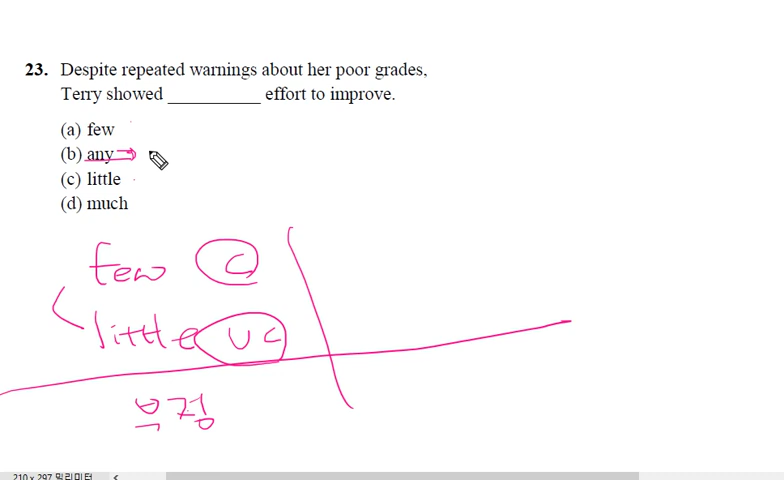 23. Despite repeated warnings about her poor grades,
Terry showed __________ effort to improve.
(a) few
(b) any
(c) little
(d) much
few C
little UC
부정
210 x 297 밀리미터